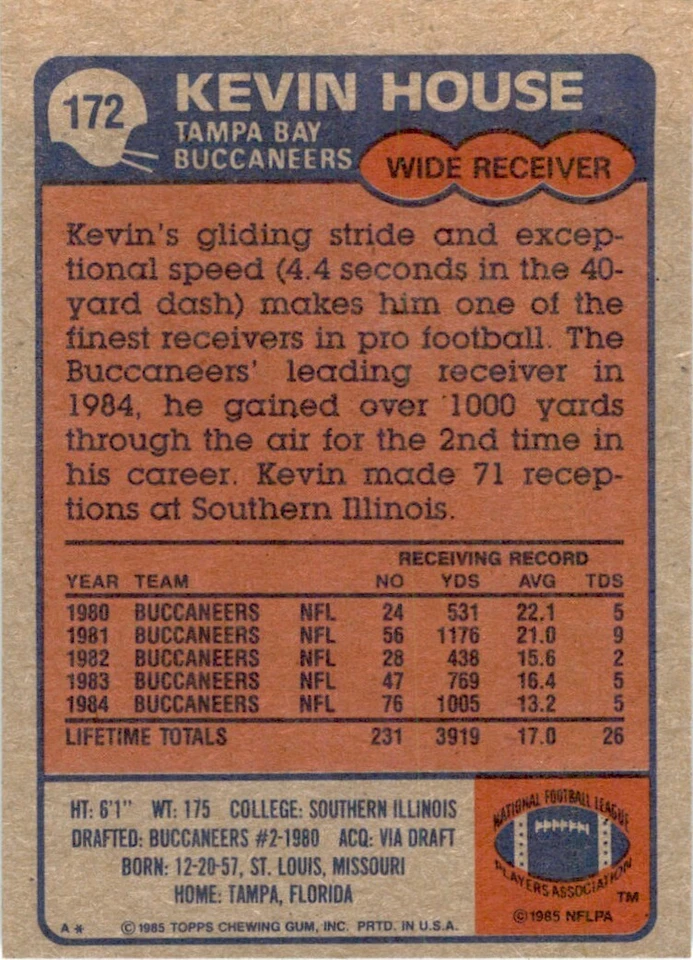 172
KEVIN HOUSE
TAMPA BAY
BUCCANEERS
WIDE RECEIVER
Kevin's gliding stride and excep-
tional speed (4.4 seconds in the 40-
yard dash) makes him one of the
finest receivers in pro football. The
Buccaneers' leading receiver in
1984, he gained over 1000 yards
through the air for the 2nd time in
his career. Kevin made 71 recep-
tions at Southern Illinois.
RECEIVING RECORD
YEAR TEAM NO YDS AVG TDS
1980 BUCCANEERS NFL 24 531 22.1 5
1981 BUCCANEERS NFL 56 1176 21.0 9
1982 BUCCANEERS NFL 28 438 15.6 2
1983 BUCCANEERS NFL 47 769 16.4 5
1984 BUCCANEERS NFL 76 1005 13.2 5
LIFETIME TOTALS 231 3919 17.0 26
HT: 6'1" WT: 175 COLLEGE: SOUTHERN ILLINOIS
DRAFTED: BUCCANEERS #2-1980 ACQ: VIA DRAFT
BORN: 12-20-57, ST. LOUIS, MISSOURI
HOME: TAMPA, FLORIDA
A* © 1985 TOPPS CHEWING GUM, INC. PRTD. IN U.S.A.
NATIONAL FOOTBALL LEAGUE
PLAYERS ASSOCIATION
TM
© 1985 NFLPA